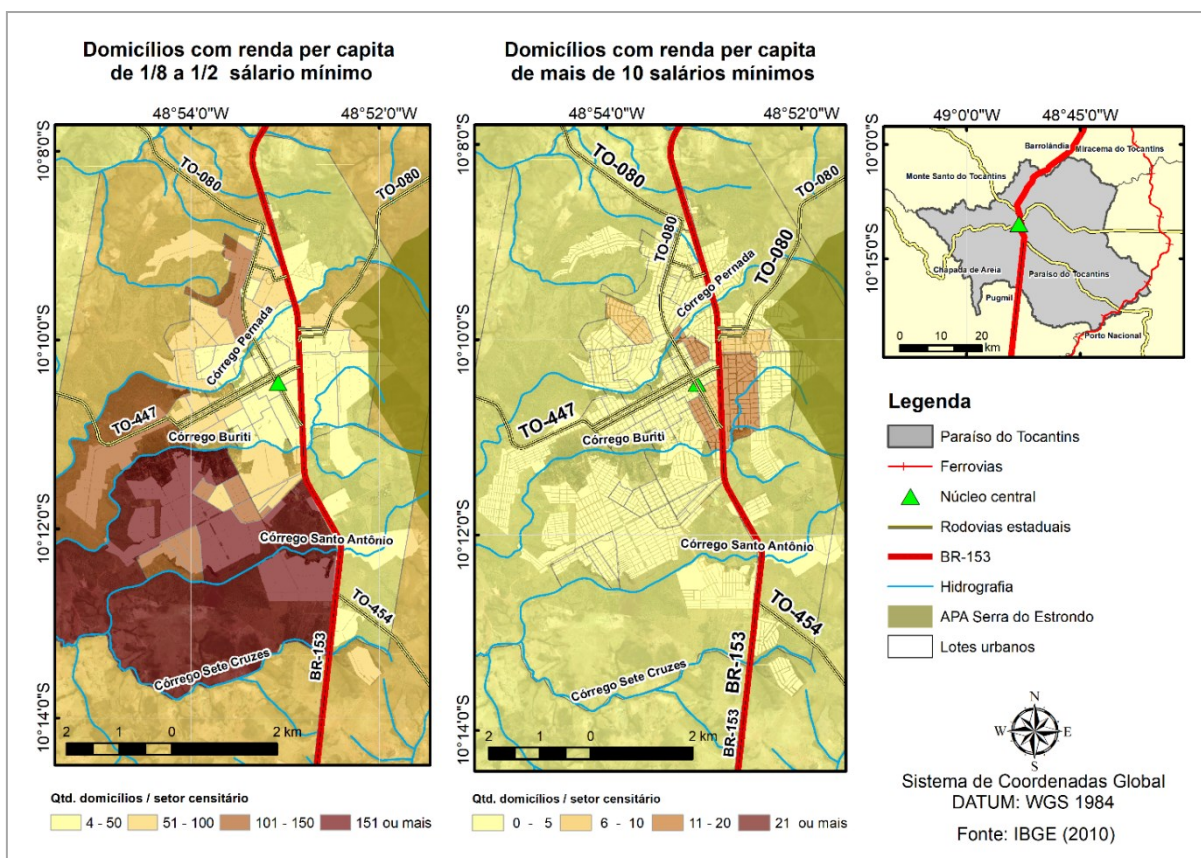 Domicílios com renda per capita
de 1/8 a 1/2 sálario mínimo
48°54'0"W
48°52'0"W
10°8'0"S
10°10'0"S
10°12'0"S
10°14'0"S
TO-080
TO-080
TO-080
Córrego Pernada
TO-447
Córrego Buriti
Córrego Santo Antônio
TO-454
BR-153
Córrego Sete Cruzes
2 1 0 2 km
Qtd. domicílios / setor censitário
4 - 50
51 - 100
101 - 150
151 ou mais
Domicílios com renda per capita
de mais de 10 salários mínimos
48°54'0"W
48°52'0"W
10°8'0"S
10°10'0"S
10°12'0"S
10°14'0"S
TO-080
TO-080
TO-080
TO-080
Córrego Pernada
TO-447
Córrego Buriti
Córrego Santo Antônio
TO-454
BR-153
BR-153
Córrego Sete Cruzes
2 1 0 2 km
Qtd. domicílios / setor censitário
0 - 5
6 - 10
11 - 20
21 ou mais
49°0'0"W
48°45'0"W
10°0'0"S
10°15'0"S
Barrolândia
Miracema do Tocantins
Monte Santo do Tocantins
Chapada de Areia
Paraíso do Tocantins
Pugmil
Porto Nacional
0 10 20
km
Legenda
Paraíso do Tocantins
Ferrovias
Núcleo central
Rodovias estaduais
BR-153
Hidrografia
APA Serra do Estrondo
Lotes urbanos
N
W
E
S
Sistema de Coordenadas Global
DATUM: WGS 1984
Fonte: IBGE (2010)